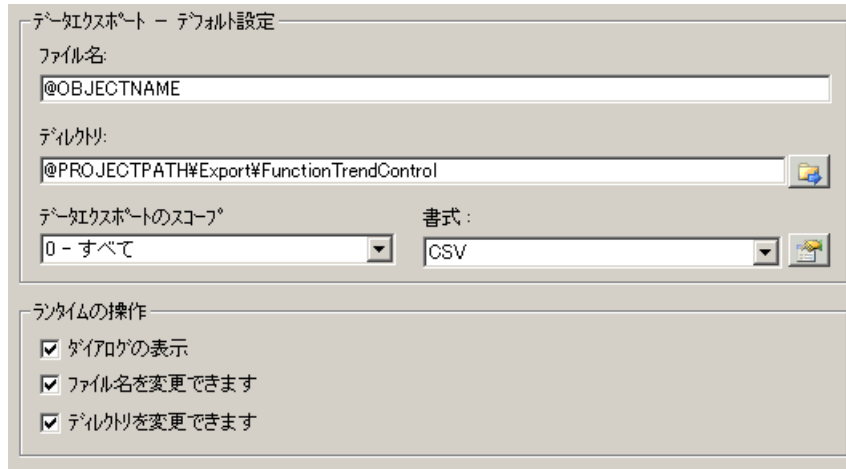 ﾃﾞｰﾀｴｸｽﾎﾟｰﾄ － ﾃﾞﾌｫﾙﾄ設定
ﾌｧｲﾙ名:
@OBJECTNAME
ﾃﾞｨﾚｸﾄﾘ:
@PROJECTPATH¥Export¥FunctionTrendControl
ﾃﾞｰﾀｴｸｽﾎﾟｰﾄのｽｺｰﾌﾟ 書式 :
0 - すべて CSV
ﾗﾝﾀｲﾑの操作
ﾀﾞｲｱﾛｸﾞの表示
ﾌｧｲﾙ名を変更できます
ﾃﾞｨﾚｸﾄﾘを変更できます